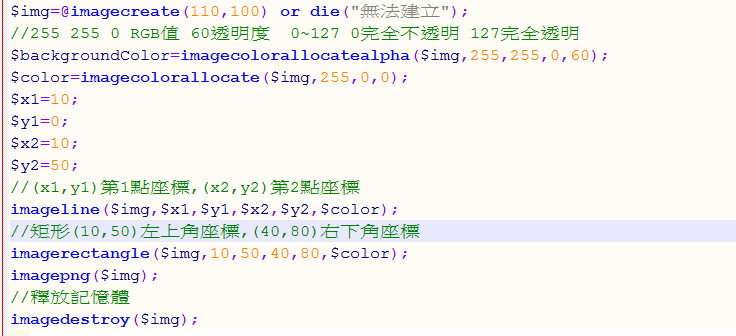 $img=@imagecreate(110,100) or die("無法建立");
//255 255 0 RGB值 60透明度  0~127 0完全不透明 127完全透明
$backgroundColor=imagecolorallocatealpha($img,255,255,0,60);
$color=imagecolorallocate($img,255,0,0);
$x1=10;
$y1=0;
$x2=10;
$y2=50;
//(x1,y1)第1點座標,(x2,y2)第2點座標
imageline($img,$x1,$y1,$x2,$y2,$color);
//矩形(10,50)左上角座標,(40,80)右下角座標
imagerectangle($img,10,50,40,80,$color);
imagepng($img);
//釋放記憶體
imagedestroy($img);